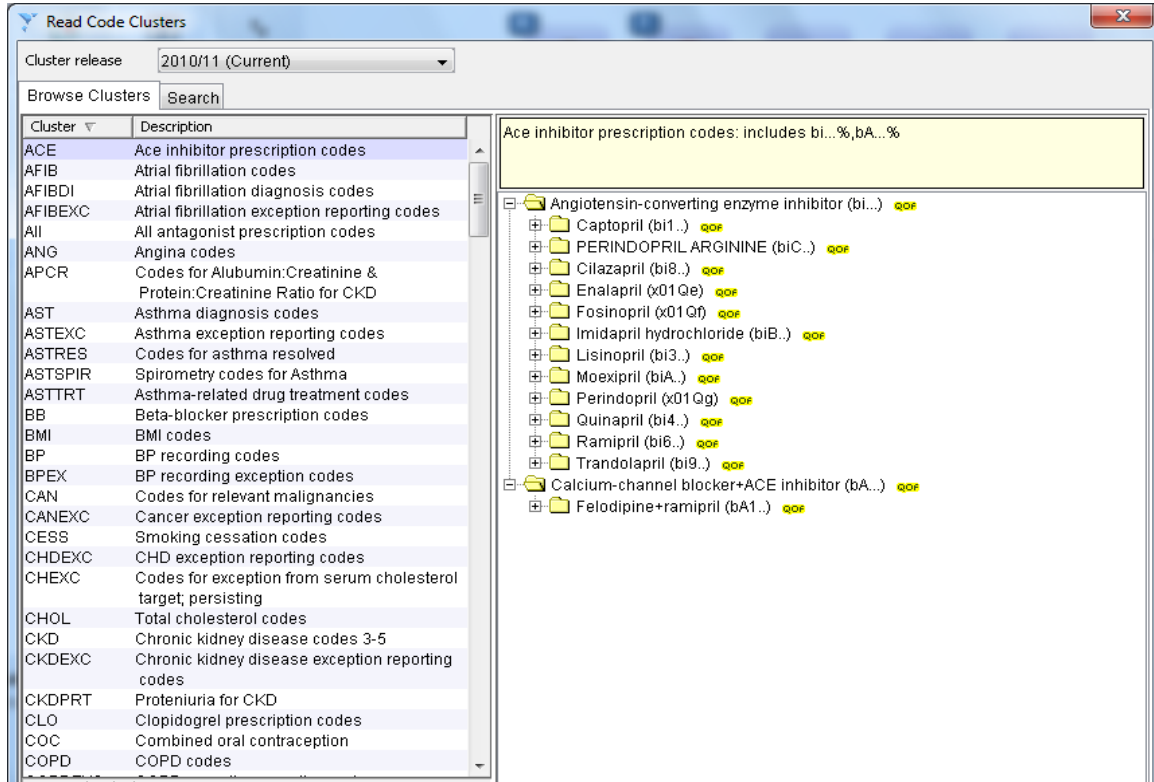 Read Code Clusters
Cluster release 2010/11 (Current)
Browse Clusters Search
Cluster Description
ACE Ace inhibitor prescription codes
AFIB Atrial fibrillation codes
AFIBDI Atrial fibrillation diagnosis codes
AFIBEXC Atrial fibrillation exception reporting codes
AII All antagonist prescription codes
ANG Angina codes
APCR Codes for Alubumin:Creatinine &
Protein:Creatinine Ratio for CKD
AST Asthma diagnosis codes
ASTEXC Asthma exception reporting codes
ASTRES Codes for asthma resolved
ASTSPIR Spirometry codes for Asthma
ASTTRT Asthma-related drug treatment codes
BB Beta-blocker prescription codes
BMI BMI codes
BP BP recording codes
BPEX BP recording exception codes
CAN Codes for relevant malignancies
CANEXC Cancer exception reporting codes
CESS Smoking cessation codes
CHDEXC CHD exception reporting codes
CHEXC Codes for exception from serum cholesterol
target; persisting
CHOL Total cholesterol codes
CKD Chronic kidney disease codes 3-5
CKDEXC Chronic kidney disease exception reporting
codes
CKDPRT Proteniuria for CKD
CLO Clopidogrel prescription codes
COC Combined oral contraception
COPD COPD codes
Ace inhibitor prescription codes: includes bi...%,bA...%
Angiotensin-converting enzyme inhibitor (bi...) QOF
Captopril (bi1..) QOF
PERINDOPRIL ARGININE (biC..) QOF
Cilazapril (bi8..) QOF
Enalapril (x01Qe) QOF
Fosinopril (x01Qf) QOF
Imidapril hydrochloride (biB..) QOF
Lisinopril (bi3..) QOF
Moexipril (biA..) QOF
Perindopril (x01Qg) QOF
Quinapril (bi4..) QOF
Ramipril (bi6..) QOF
Trandolapril (bi9..) QOF
Calcium-channel blocker+ACE inhibitor (bA...) QOF
Felodipine+ramipril (bA1..) QOF